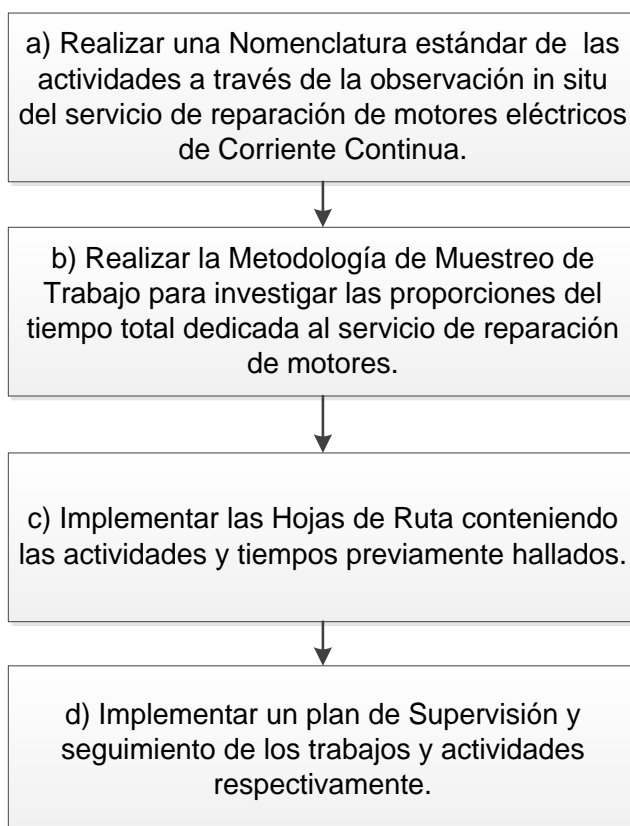 a) Realizar una Nomenclatura estándar de las
actividades a través de la observación in situ
del servicio de reparación de motores eléctricos
de Corriente Continua.
b) Realizar la Metodología de Muestreo de
Trabajo para investigar las proporciones del
tiempo total dedicada al servicio de reparación
de motores.
c) Implementar las Hojas de Ruta conteniendo
las actividades y tiempos previamente hallados.
d) Implementar un plan de Supervisión y
seguimiento de los trabajos y actividades
respectivamente.